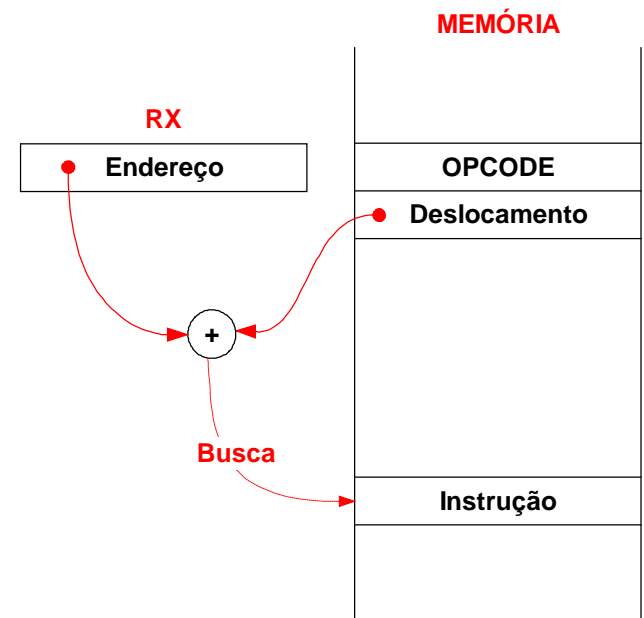 MEMÓRIA
RX
Endereço
OPCODE
Deslocamento
+
Busca
Instrução